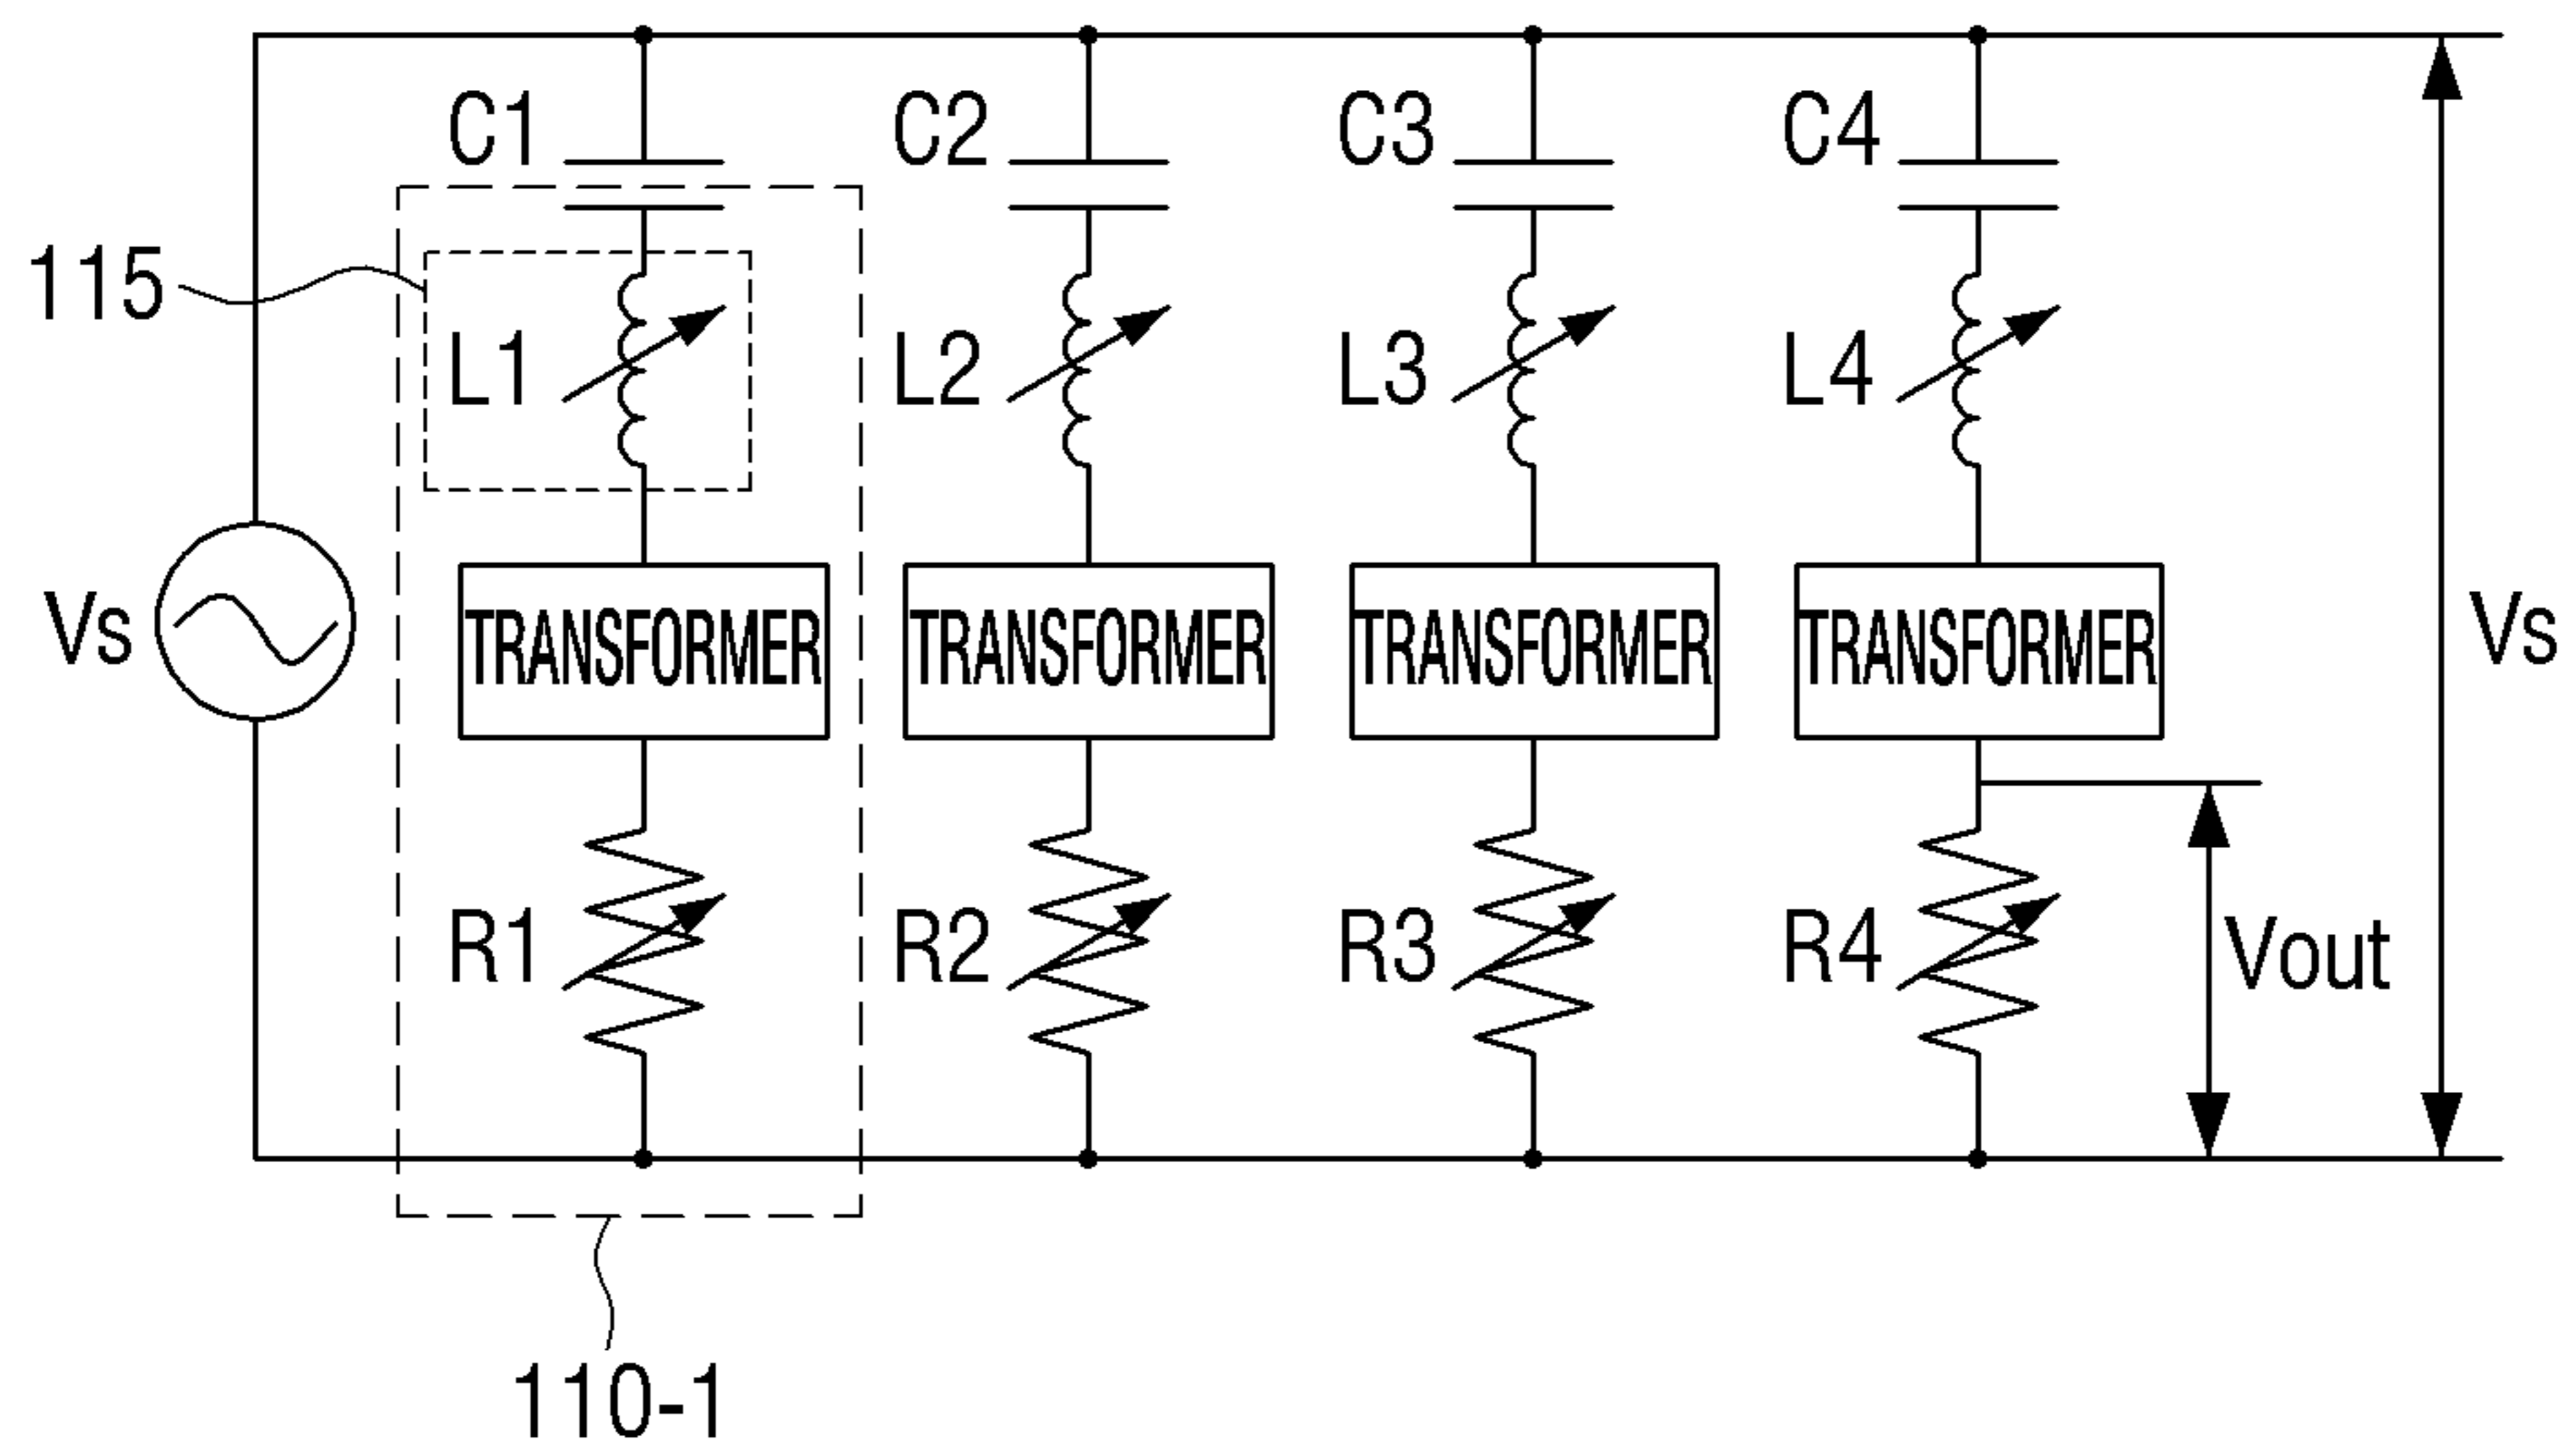 C1 C2 C3 C4
115
L1 L2 L3 L4
Vs TRANSFORMER TRANSFORMER TRANSFORMER TRANSFORMER Vs
R1 R2 R3 R4 Vout
110-1